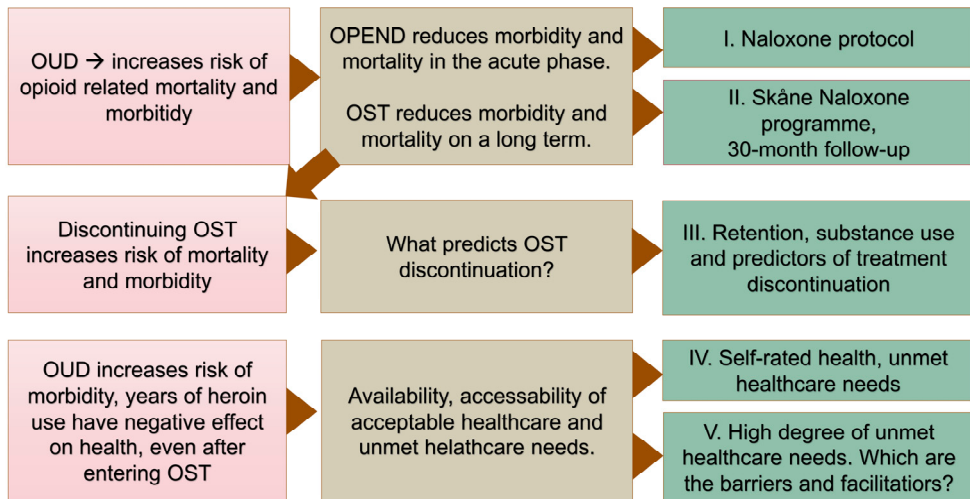 OUD → increases risk of
opioid related mortality and
morbitidy
OPEND reduces morbidity and
mortality in the acute phase.
OST reduces morbidity and
mortality on a long term.
I. Naloxone protocol
II. Skåne Naloxone
programme,
30-month follow-up
Discontinuing OST
increases risk of mortality
and morbidity
What predicts OST
discontinuation?
III. Retention, substance use
and predictors of treatment
discontinuation
OUD increases risk of
morbidity, years of heroin
use have negative effect
on health, even after
entering OST
Availability, accessability of
acceptable healthcare and
unmet helathcare needs.
IV. Self-rated health, unmet
healthcare needs
V. High degree of unmet
healthcare needs. Which are
the barriers and facilitatiors?